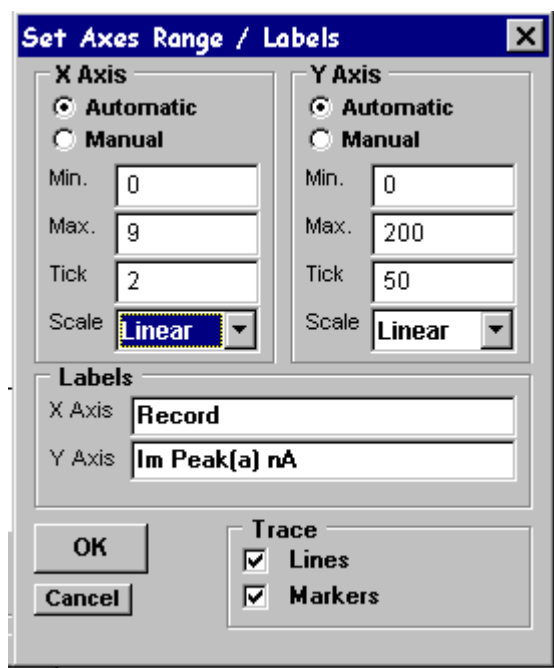 Set Axes Range / Labels
X Axis
Automatic
Manual
Min. 0
Max. 9
Tick 2
Scale Linear
Y Axis
Automatic
Manual
Min. 0
Max. 200
Tick 50
Scale Linear
Labels
X Axis Record
Y Axis Im Peak(a) nA
OK
Cancel
Trace
Lines
Markers